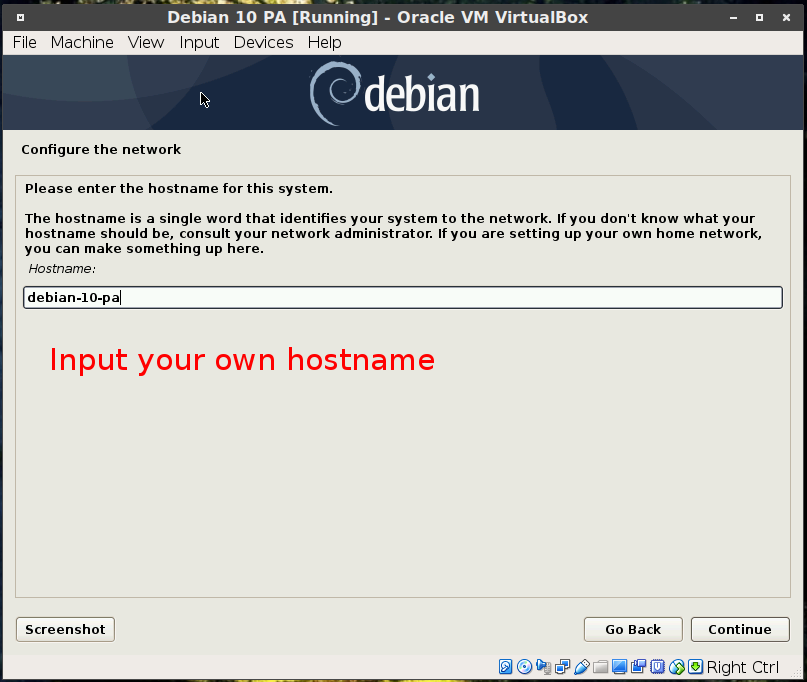 Debian 10 PA [Running] - Oracle VM VirtualBox
File Machine View Input Devices Help
debian
Configure the network
Please enter the hostname for this system.
The hostname is a single word that identifies your system to the network. If you don't know what your
hostname should be, consult your network administrator. If you are setting up your own home network,
you can make something up here.
Hostname:
debian-10-pa
Input your own hostname
Screenshot
Go Back
Continue
Right Ctrl